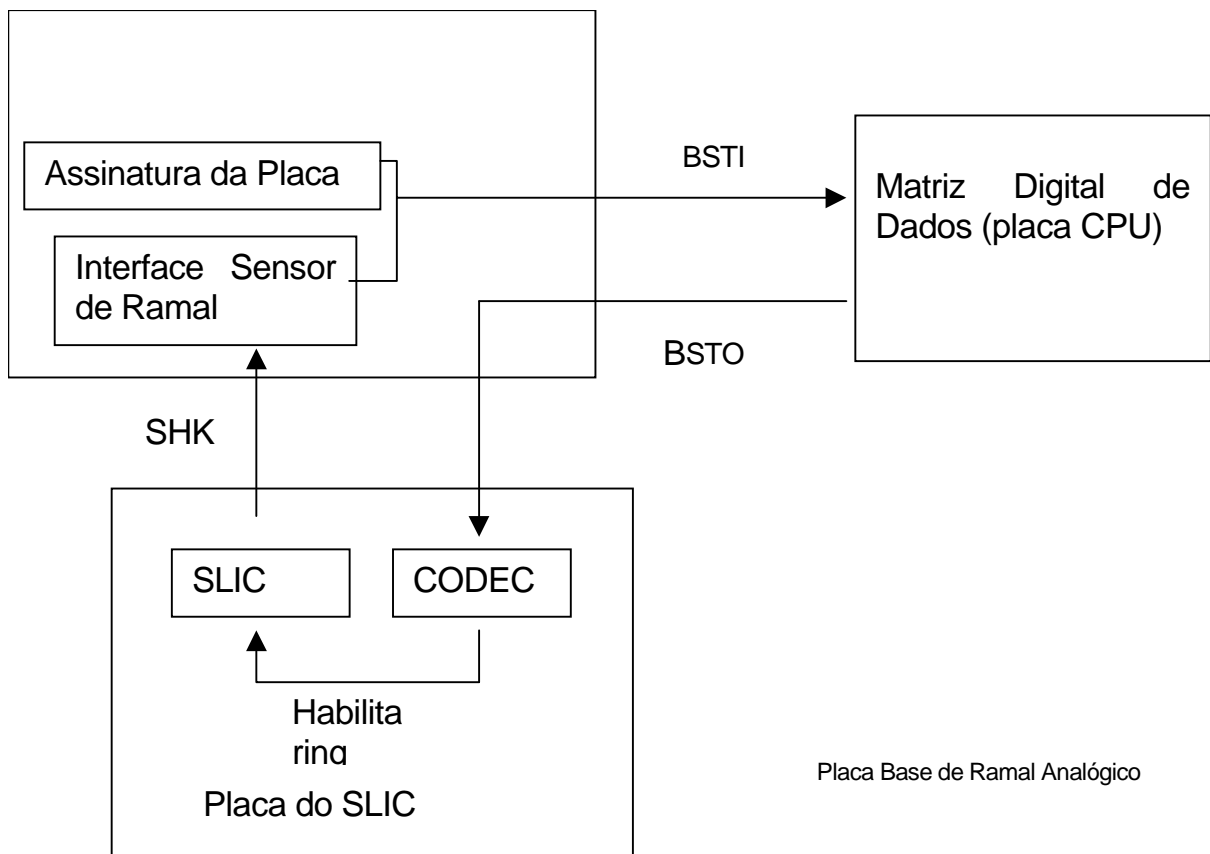 Assinatura da Placa
Interface Sensor
de Ramal
BSTI
Matriz Digital de
Dados (placa CPU)
BSTO
SHK
SLIC
CODEC
Habilita
ring
Placa do SLIC
Placa Base de Ramal Analógico